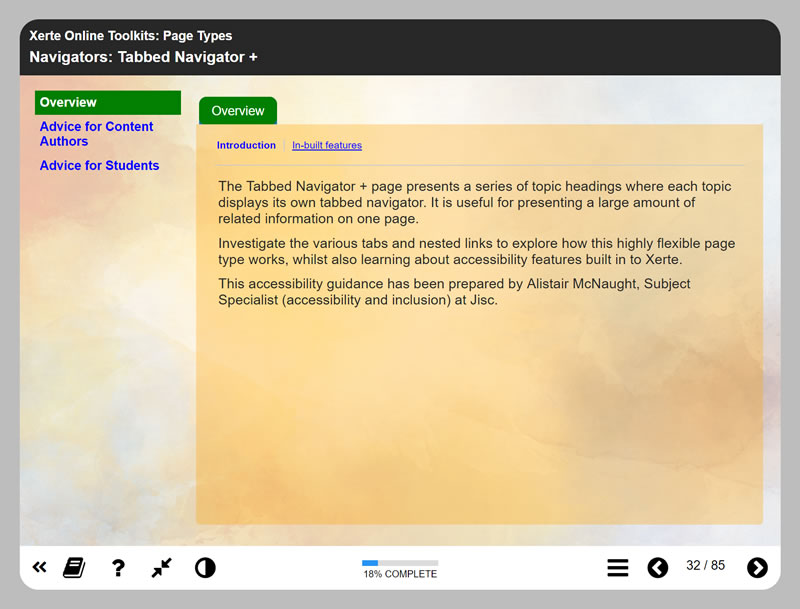 Xerte Online Toolkits: Page Types
Navigators: Tabbed Navigator +
Overview
Advice for Content
Authors
Advice for Students
Overview
Introduction In-built features
The Tabbed Navigator + page presents a series of topic headings where each topic
displays its own tabbed navigator. It is useful for presenting a large amount of
related information on one page.
Investigate the various tabs and nested links to explore how this highly flexible page
type works, whilst also learning about accessibility features built in to Xerte.
This accessibility guidance has been prepared by Alistair McNaught, Subject
Specialist (accessibility and inclusion) at Jisc.
18% COMPLETE
32 / 85